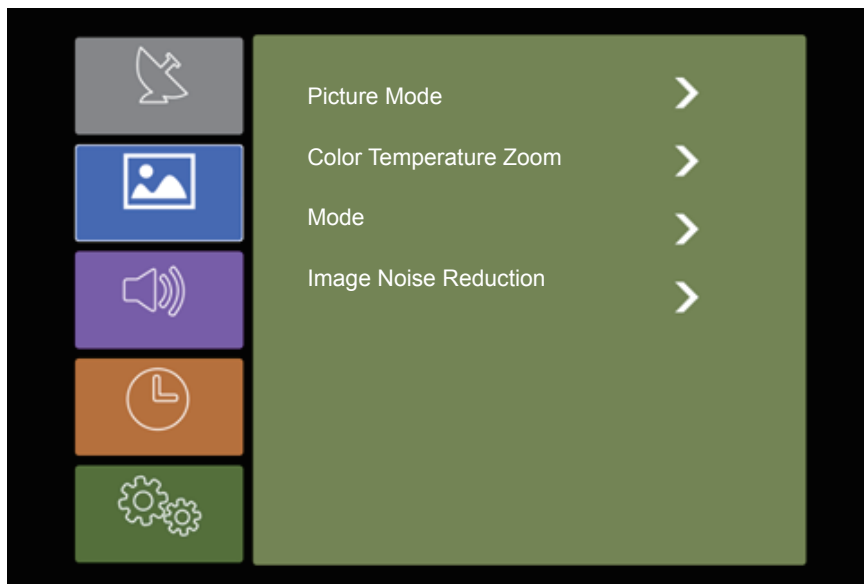 Picture Mode
Color Temperature Zoom
Mode
Image Noise Reduction